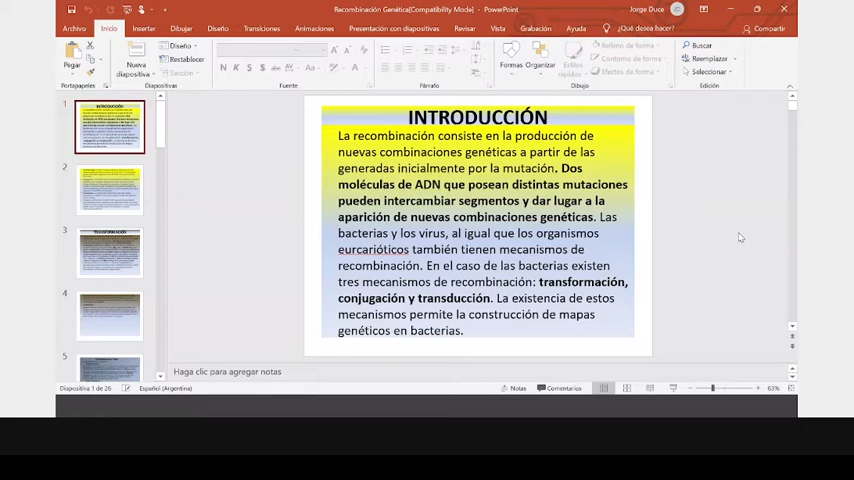 Recombinación Genética[Compatibility Mode] - PowerPoint
Jorge Duce
Archivo Inicio Insertar Dibujar Diseño Transiciones Animaciones Presentación con diapositivas Revisar Vista Grabación Ayuda ¿Qué desea hacer? Compartir
Pegar
Nueva
diapositiva
Diseño
Restablecer
Sección
Formas
Organizar
Estilos
rápidos
Relleno de forma
Contorno de forma
Efectos de forma
Buscar
Reemplazar
Seleccionar
Portapapeles Diapositivas Fuente Párrafo Dibujo Edición
1
2
3
4
5
INTRODUCCIÓN
La recombinación consiste en la producción de
nuevas combinaciones genéticas a partir de las
generadas inicialmente por la mutación. Dos
moléculas de ADN que posean distintas mutaciones
pueden intercambiar segmentos y dar lugar a la
aparición de nuevas combinaciones genéticas. Las
bacterias y los virus, al igual que los organismos
eurcarióticos también tienen mecanismos de
recombinación. En el caso de las bacterias existen
tres mecanismos de recombinación: transformación,
conjugación y transducción. La existencia de estos
mecanismos permite la construcción de mapas
genéticos en bacterias.
Haga clic para agregar notas
Diapositiva 1 de 26 Español (Argentina) Notas Comentarios 63%